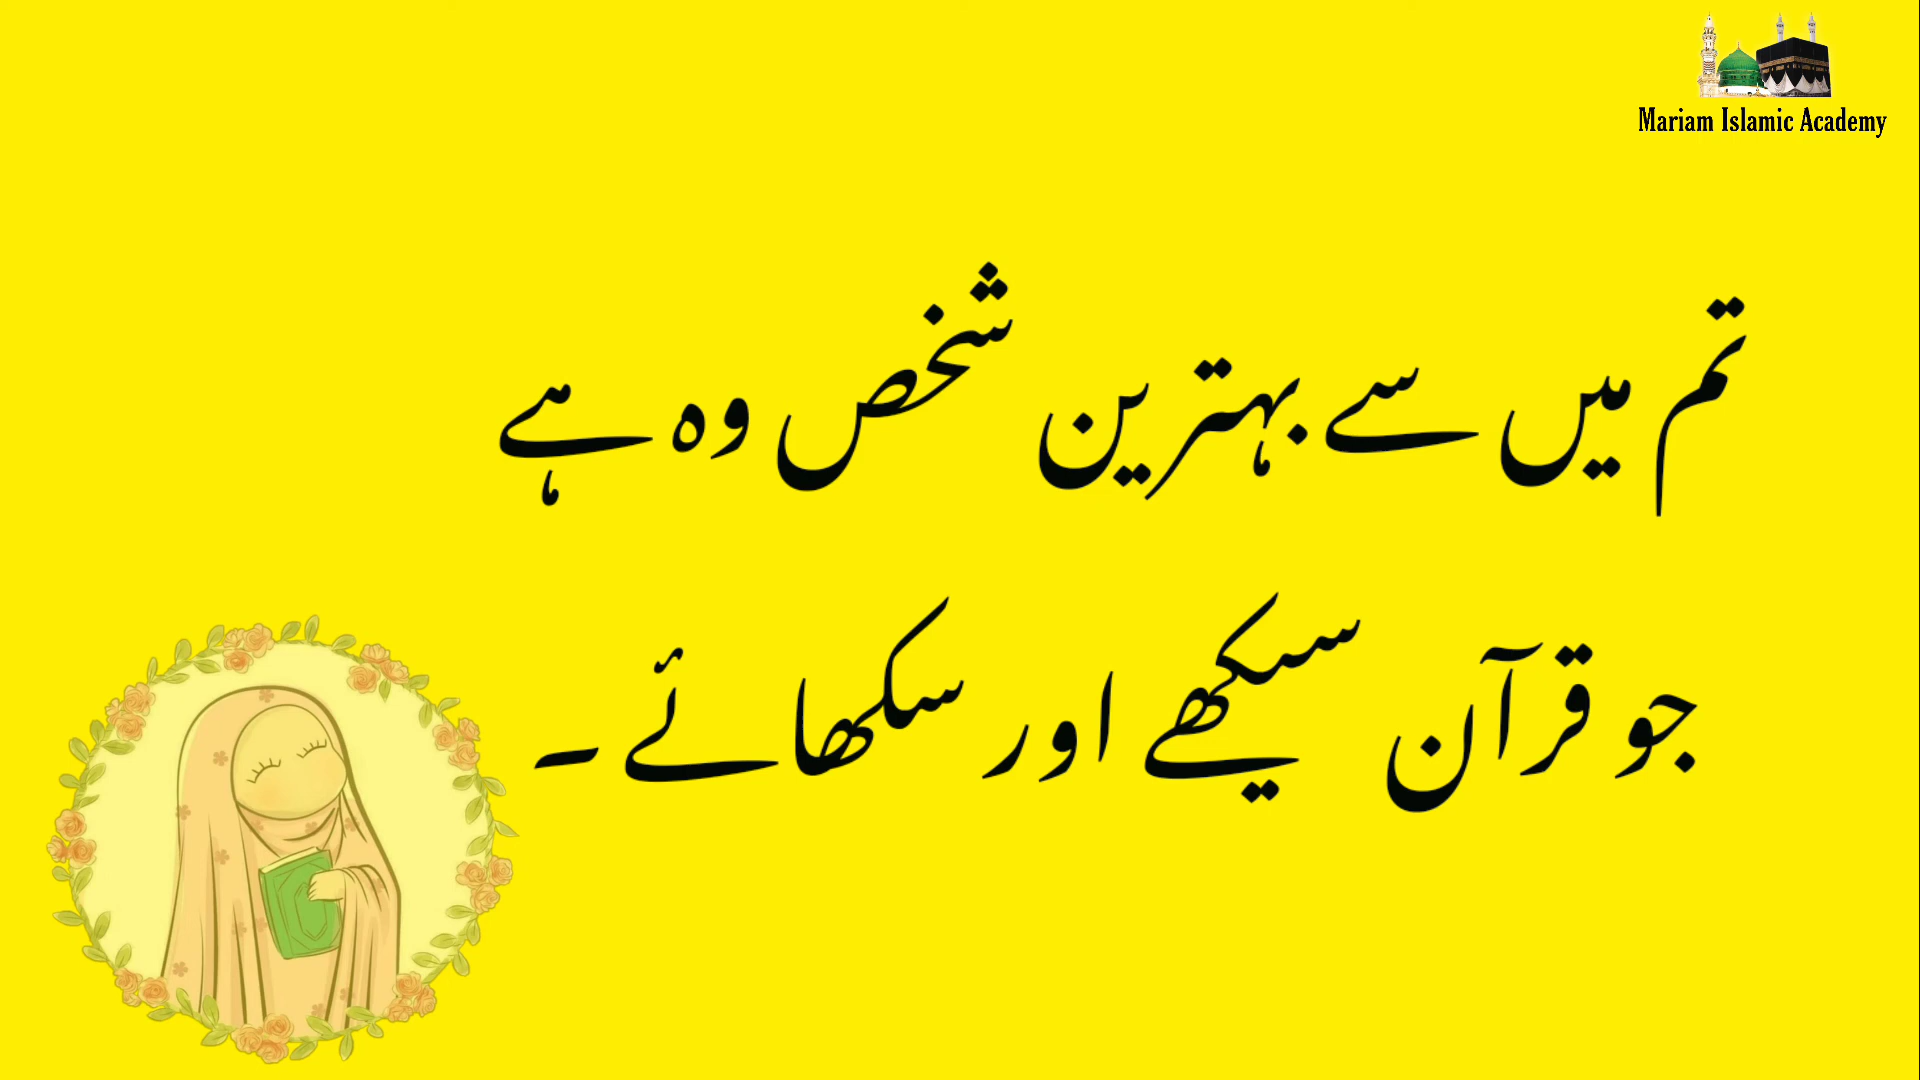 Mariam Islamic Academy
تم میں سے بہترین شخص وہ ہے
جو قرآن سیکھے اور سکھائے۔